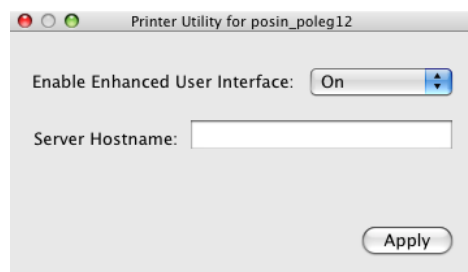 Printer Utility for posin_poleg12
Enable Enhanced User Interface: On
Server Hostname:
Apply